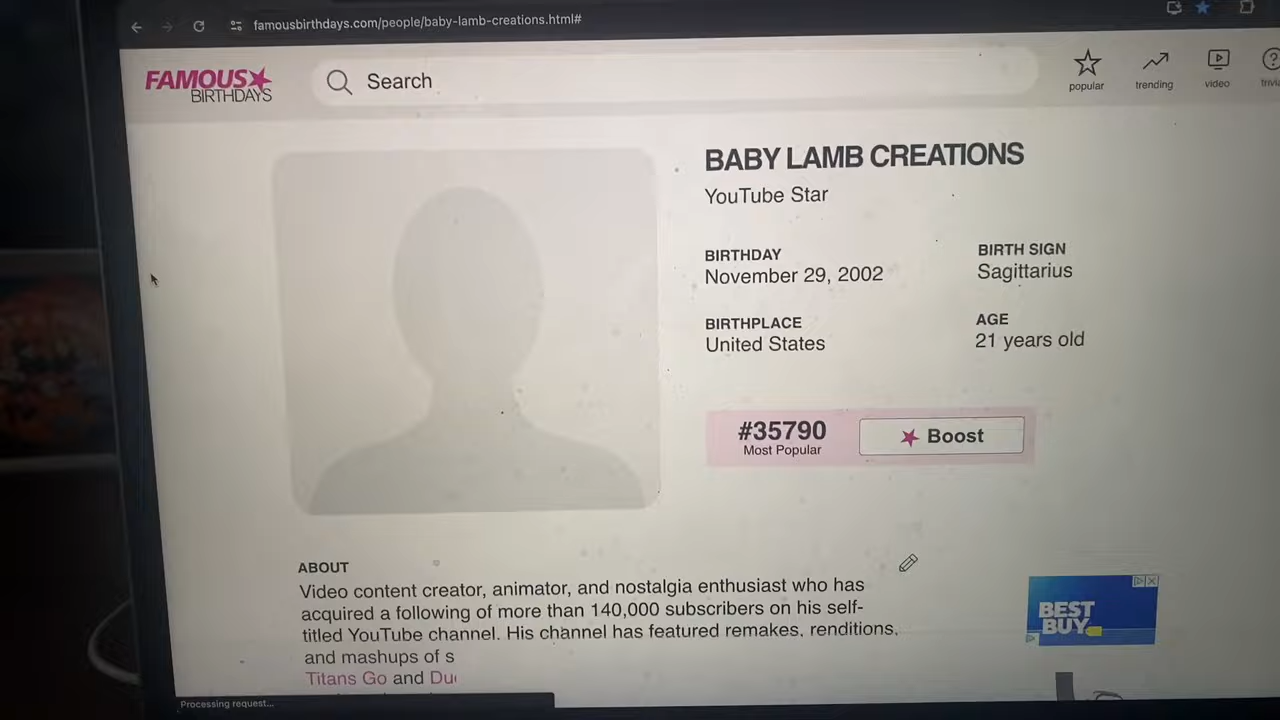 famousbirthdays.com/people/baby-lamb-creations.html#
FAMOUS
BIRTHDAYS
Search
popular
trending
video
BABY LAMB CREATIONS
YouTube Star
BIRTHDAY
November 29, 2002
BIRTH SIGN
Sagittarius
BIRTHPLACE
United States
AGE
21 years old
#35790
Most Popular
Boost
ABOUT
Video content creator, animator, and nostalgia enthusiast who has
acquired a following of more than 140,000 subscribers on his self-
titled YouTube channel. His channel has featured remakes, renditions,
and mashups of s
Titans Go and
BEST
BUY
Processing request...